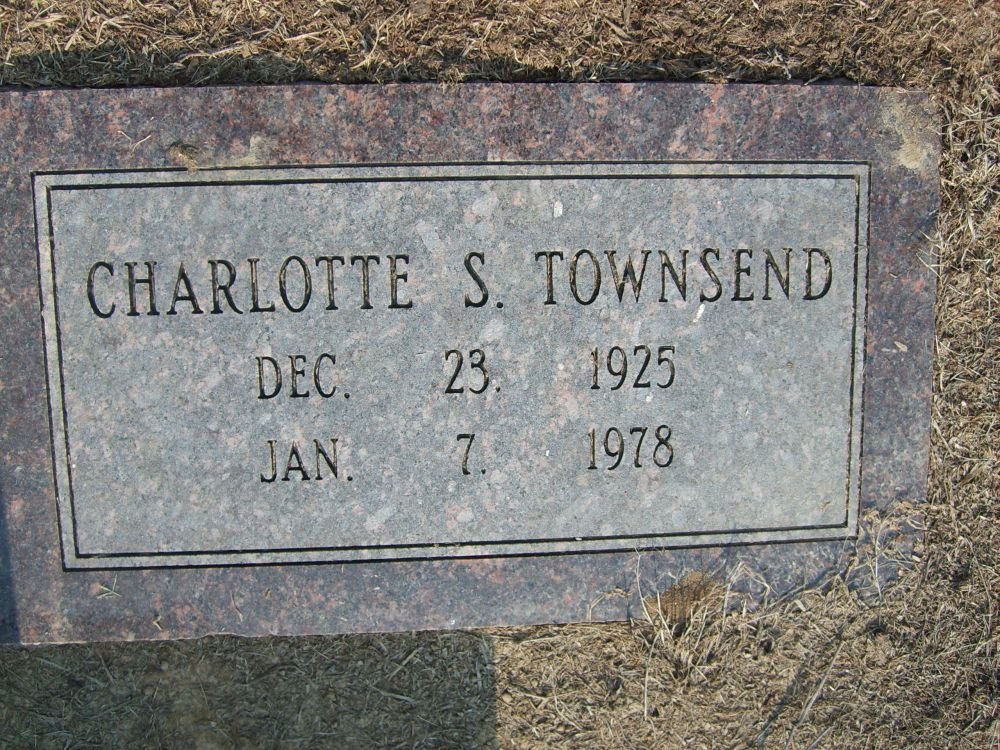 CHARLOTTE S. TOWNSEND
DEC. 23. 1925
JAN. 7. 1978